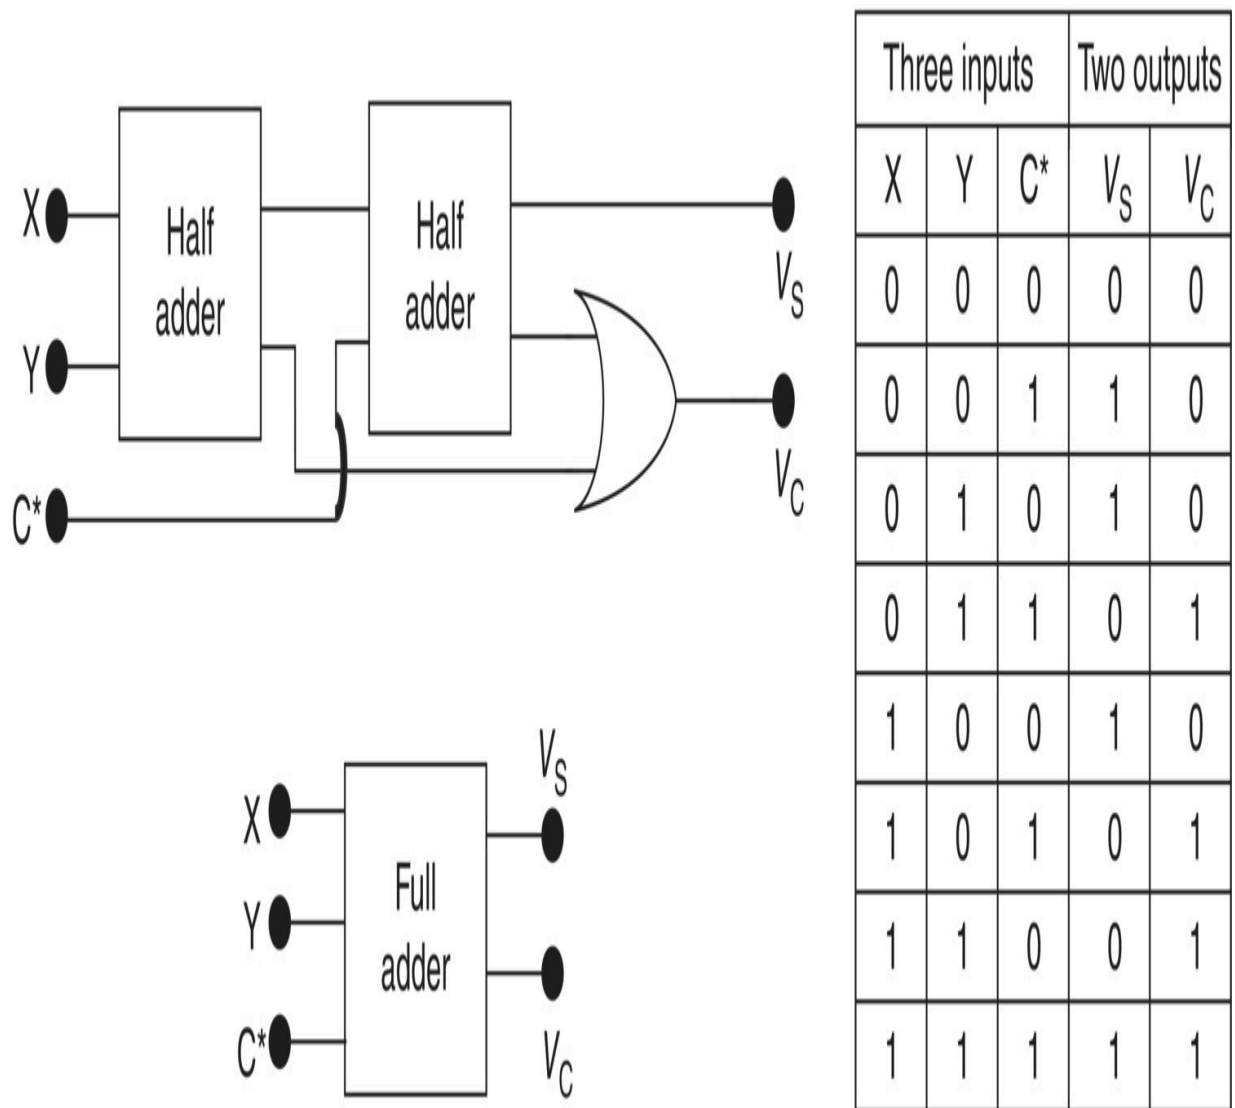 X
Y
C*
Half
adder
Half
adder
V_S
V_C
X
Y
C*
Full
adder
V_S
V_C
Three inputs Two outputs
X Y C* V_S V_C
0 0 0 0 0
0 0 1 1 0
0 1 0 1 0
0 1 1 0 1
1 0 0 1 0
1 0 1 0 1
1 1 0 0 1
1 1 1 1 1